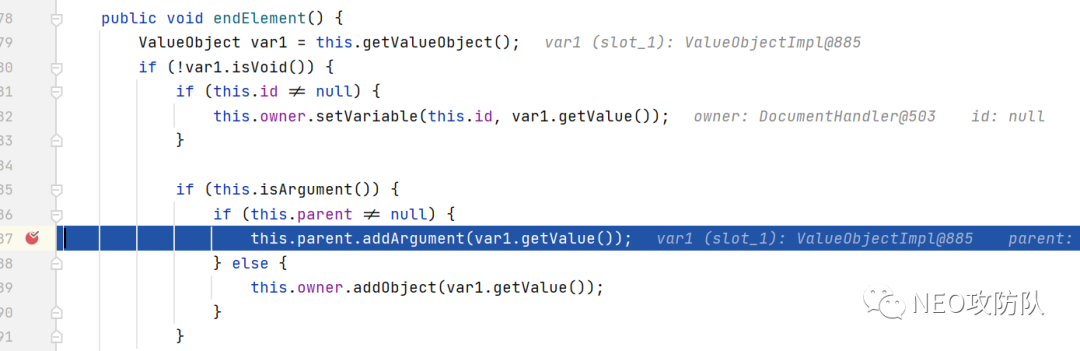 78 public void endElement() {
79 ValueObject var1 = this.getValueObject(); var1 (slot_1): ValueObjectImpl@885
80 if (!var1.isVoid()) {
81 if (this.id ≠ null) {
82 this.owner.setVariable(this.id, var1.getValue()); owner: DocumentHandler@503 id: null
83 }
84
85 if (this.isArgument()) {
86 if (this.parent ≠ null) {
87 this.parent.addArgument(var1.getValue()); var1 (slot_1): ValueObjectImpl@885 parent:
88 } else {
89 this.owner.addObject(var1.getValue());
90 }
91 }
NEO攻防队